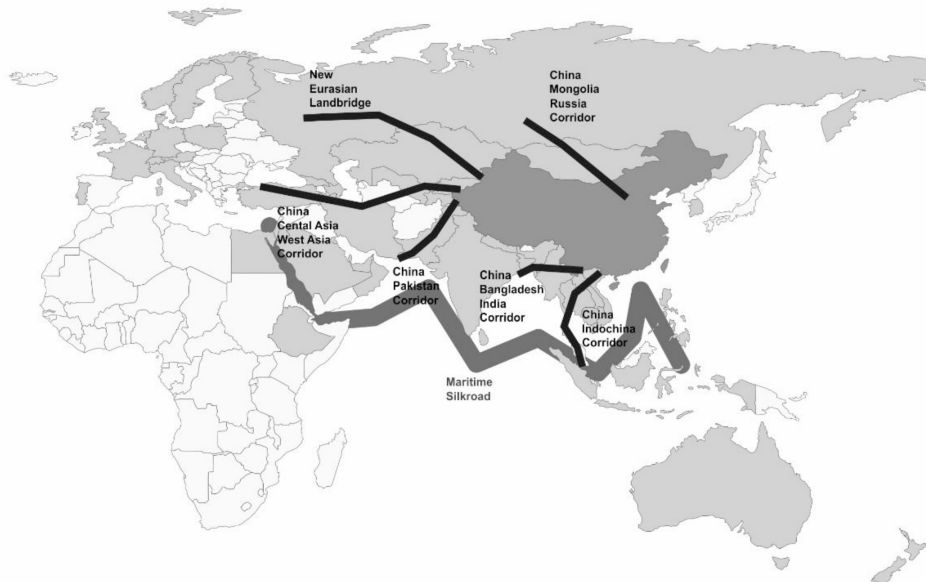 New
Eurasian
Landbridge
China
Mongolia
Russia
Corridor
China
Cental Asia
West Asia
Corridor
China
Pakistan
Corridor
China
Bangladesh
India
Corridor
China
Indochina
Corridor
Maritime
Silkroad